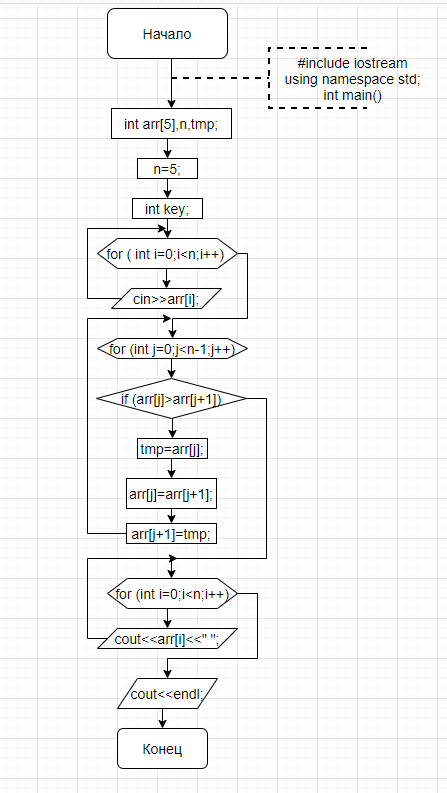 Начало
#include iostream
using namespace std;
int main()
int arr[5],n,tmp;
n=5;
int key;
for ( int i=0;i<n;i++)
cin>>arr[i];
for (int j=0;j<n-1;j++)
if (arr[j]>arr[j+1])
tmp=arr[j];
arr[j]=arr[j+1];
arr[j+1]=tmp;
for (int i=0;i<n;i++)
cout<<arr[i]<<" ";
cout<<endl;
Конец